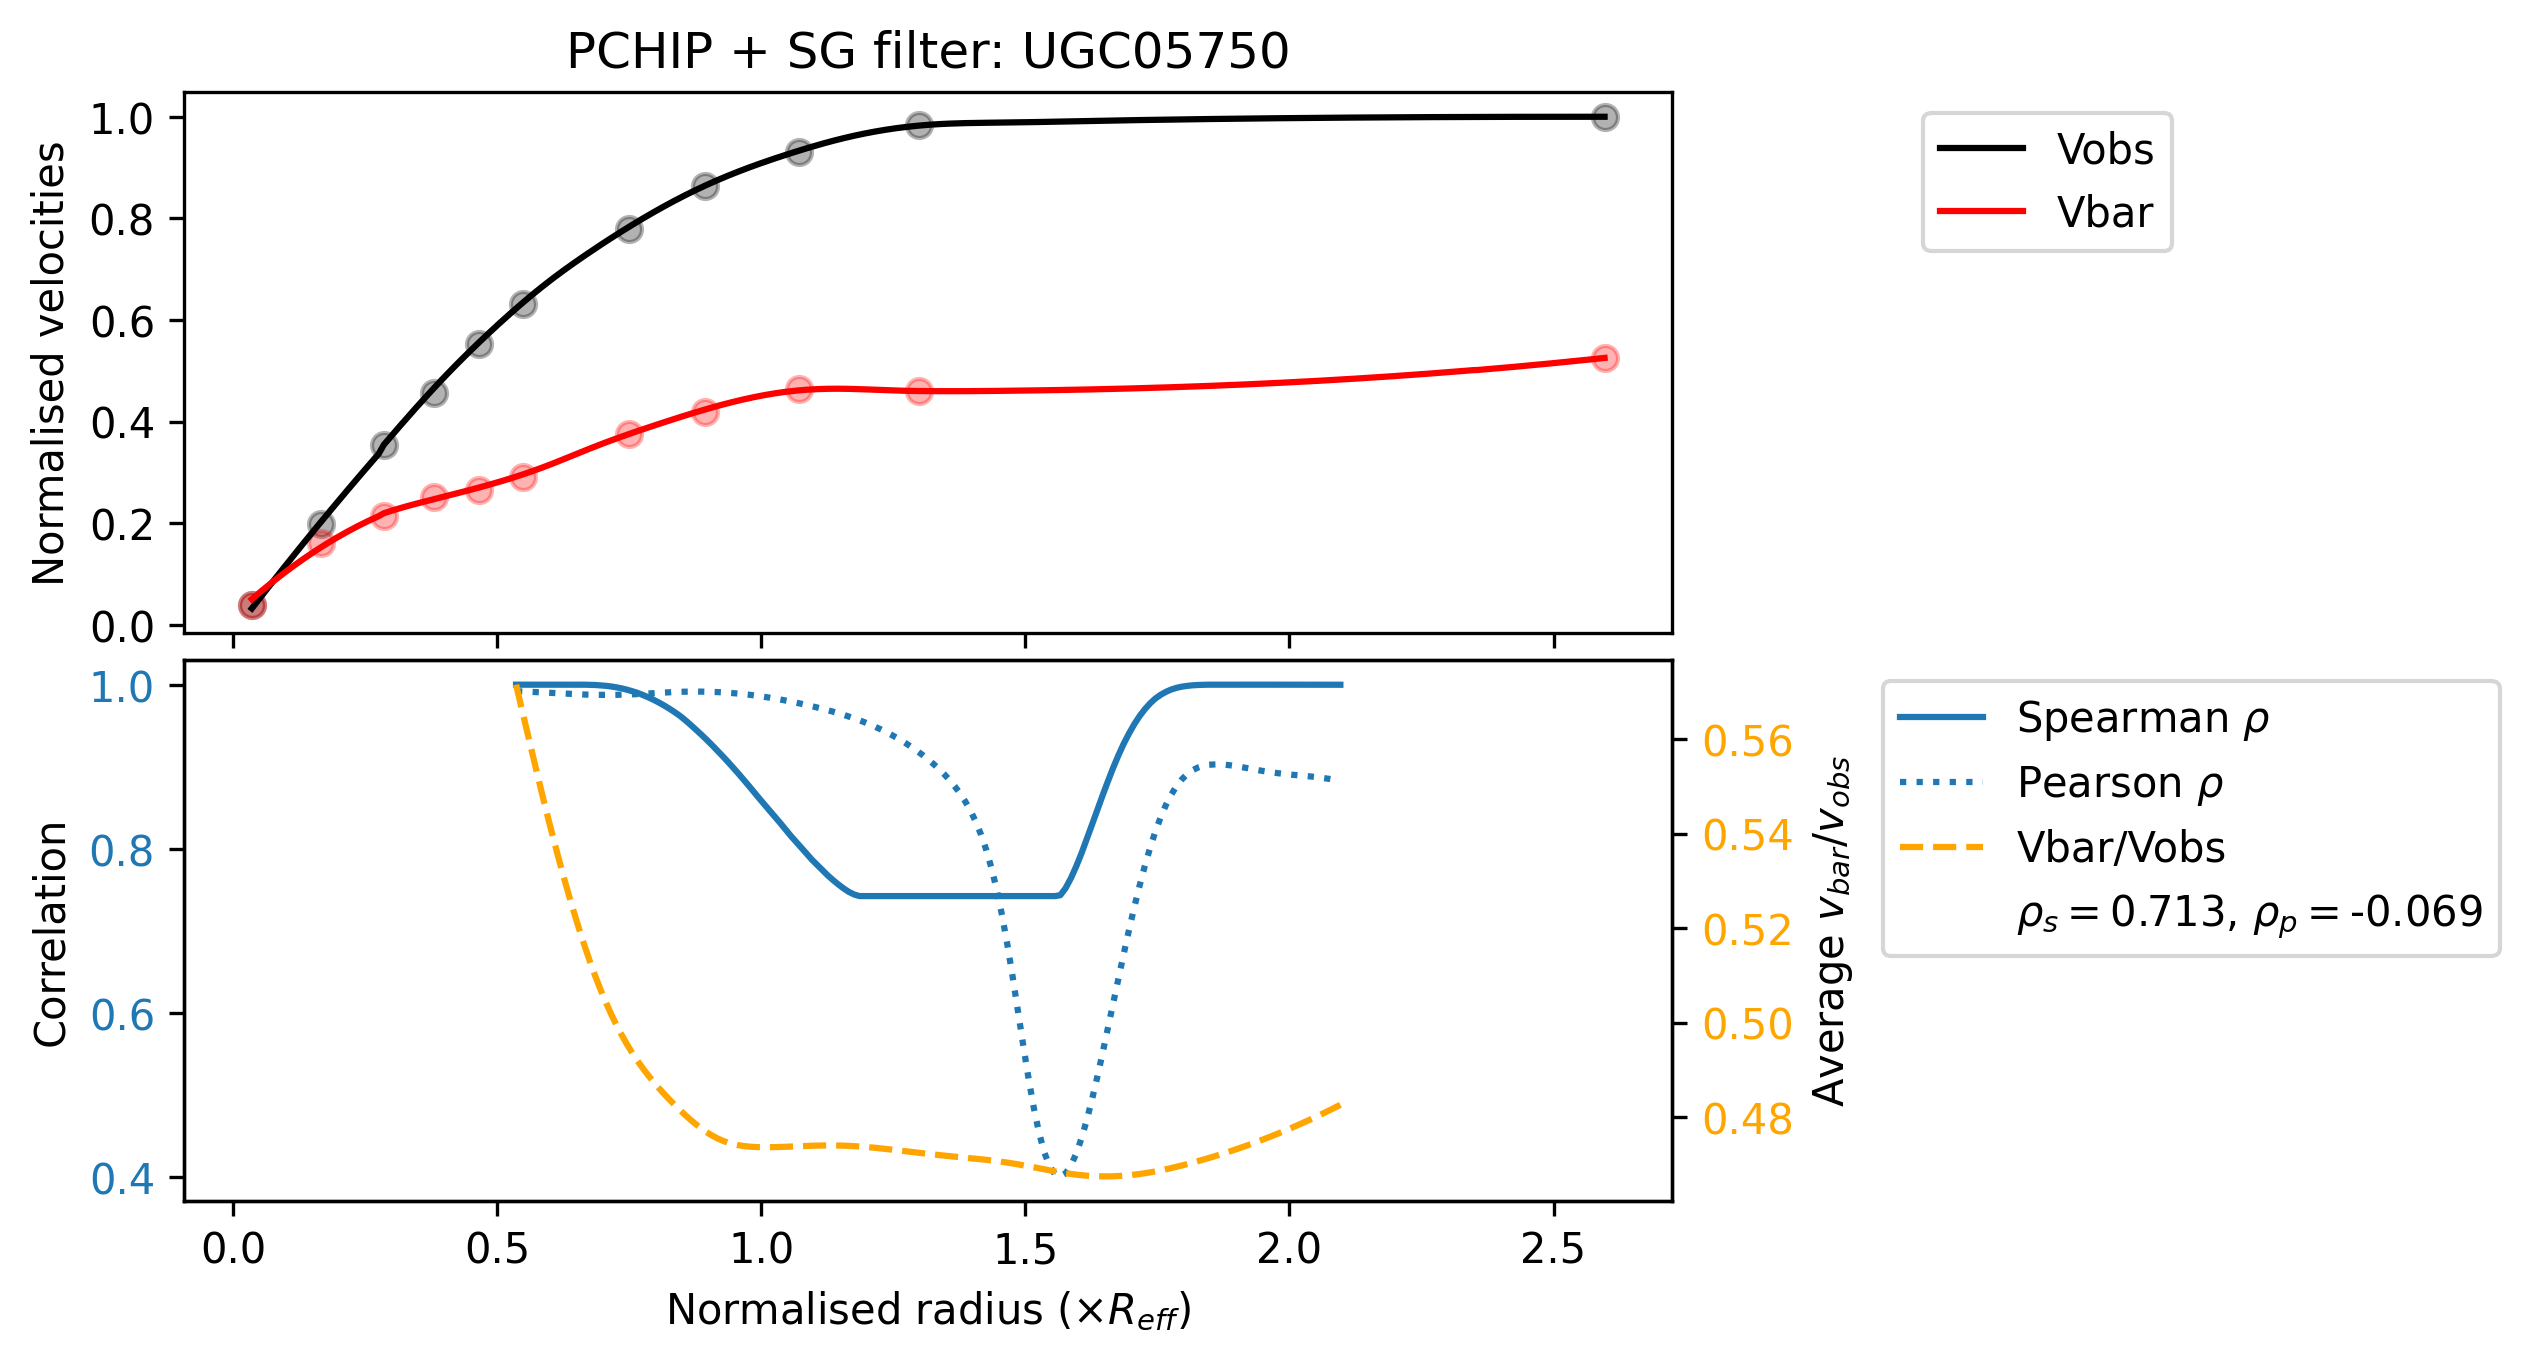 PCHIP + SG filter: UGC05750
Normalised velocities
1.0
0.8
0.6
0.4
0.2
0.0
Vobs
Vbar
Correlation
1.0
0.8
0.6
0.4
0.56
0.54
0.52
0.50
0.48
Average v_bar/v_obs
Spearman ρ
Pearson ρ
Vbar/Vobs
ρ_s = 0.713, ρ_p = -0.069
0.0 0.5 1.0 1.5 2.0 2.5
Normalised radius (×R_eff)